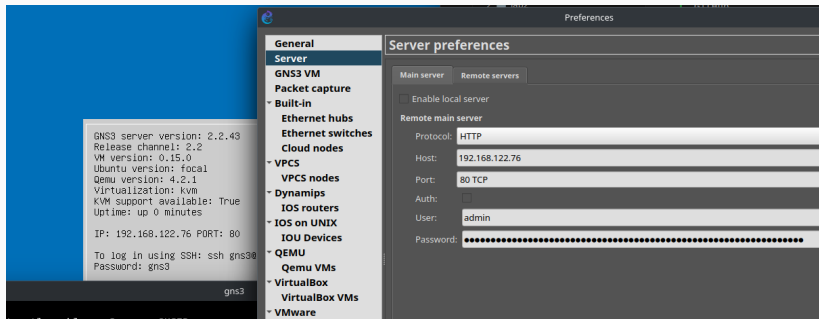 Preferences
General
Server
GNS3 VM
Packet capture
Built-in
Ethernet hubs
Ethernet switches
Cloud nodes
VPCS
VPCS nodes
Dynamips
IOS routers
IOS on UNIX
IOU Devices
QEMU
Qemu VMs
VirtualBox
VirtualBox VMs
VMware
Server preferences
Main server Remote servers
Enable local server
Remote main server
Protocol: HTTP
Host: 192.168.122.76
Port: 80 TCP
Auth:
User: admin
Password:
GNS3 server version: 2.2.43
Release channel: 2.2
VM version: 0.15.0
Ubuntu version: focal
Qemu version: 4.2.1
Virtualization: kvm
KVM support available: True
Uptime: up 0 minutes
IP: 192.168.122.76 PORT: 80
To log in using SSH: ssh gns3@
Password: gns3
gns3